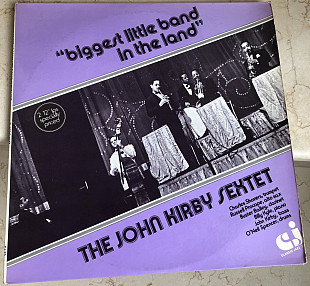 "biggest little band
in the land"
2 12" lps
specially
priced
THE JOHN KIRBY SEXTET
Charles Shavers, trumpet
Russell Procope, alto sax
Buster Bailey, clarinet
Billy Kyle, piano
John Kirby, bass
O'Neil Spencer, drums